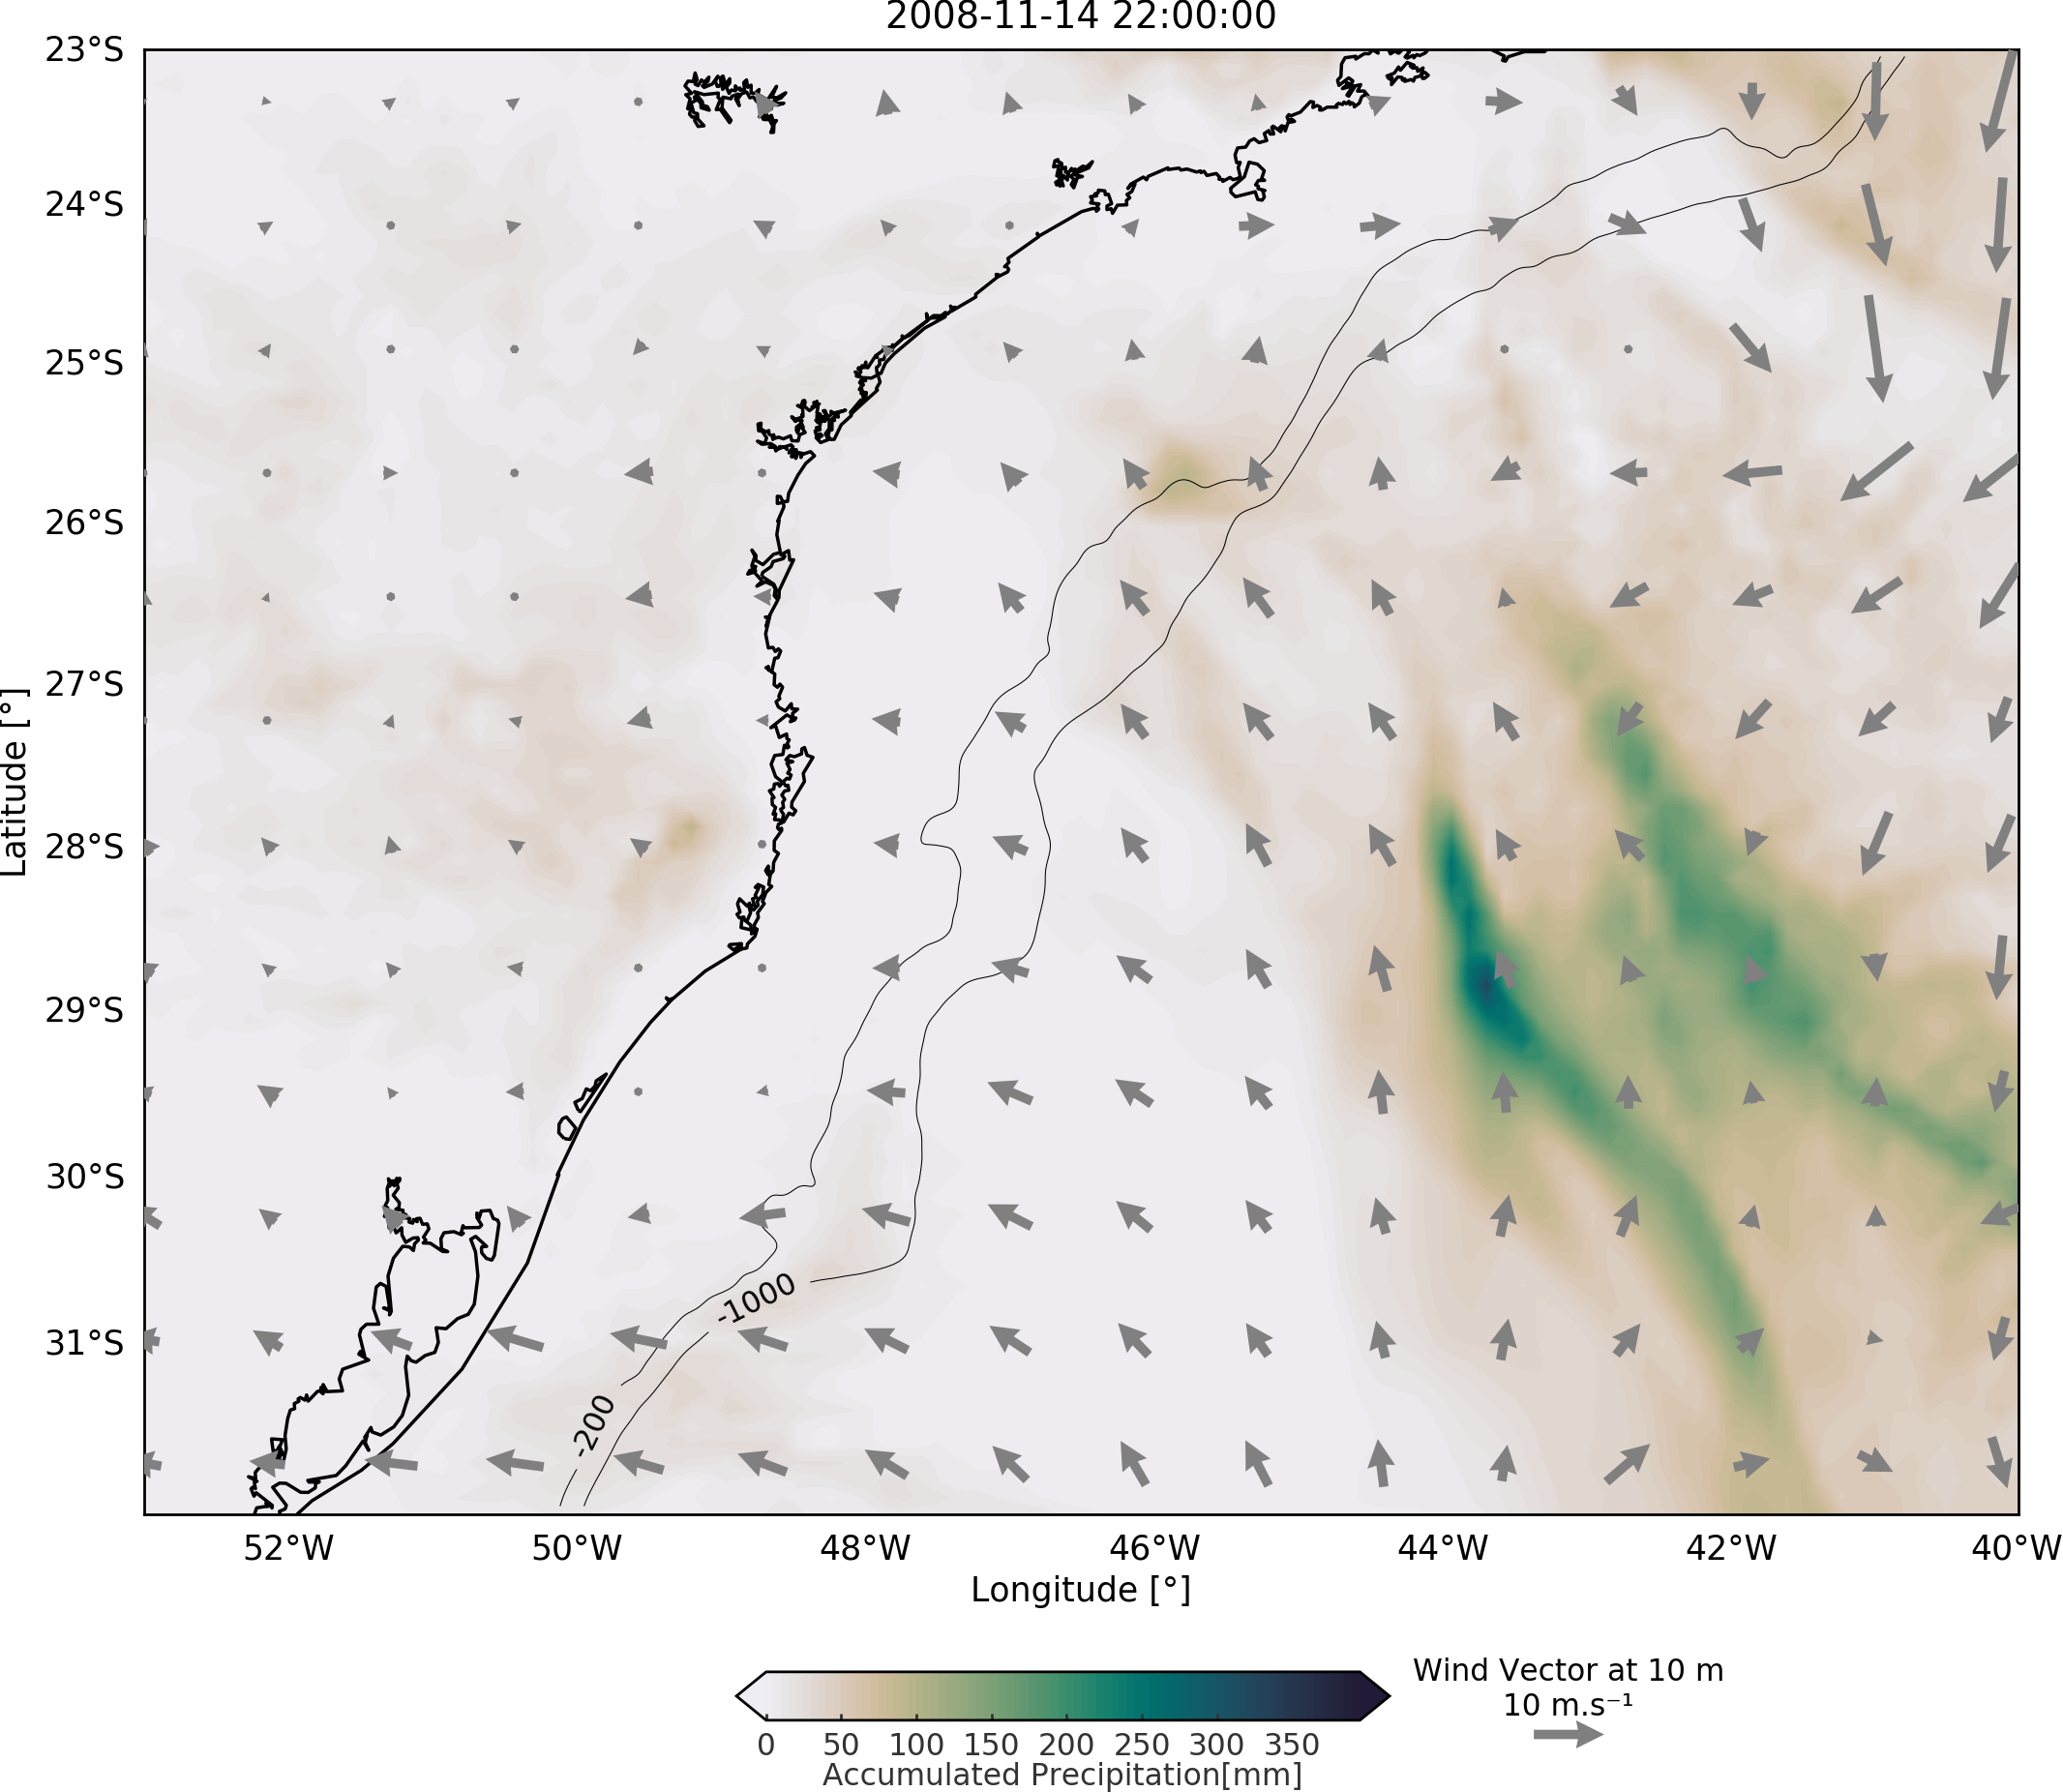 2008-11-14 22:00:00
23°S
24°S
25°S
26°S
27°S
28°S
29°S
30°S
31°S
Latitude [°]
-1000
-200
52°W 50°W 48°W 46°W 44°W 42°W 40°W
Longitude [°]
Wind Vector at 10 m
10 m.s⁻¹
0 50 100 150 200 250 300 350
Accumulated Precipitation[mm]